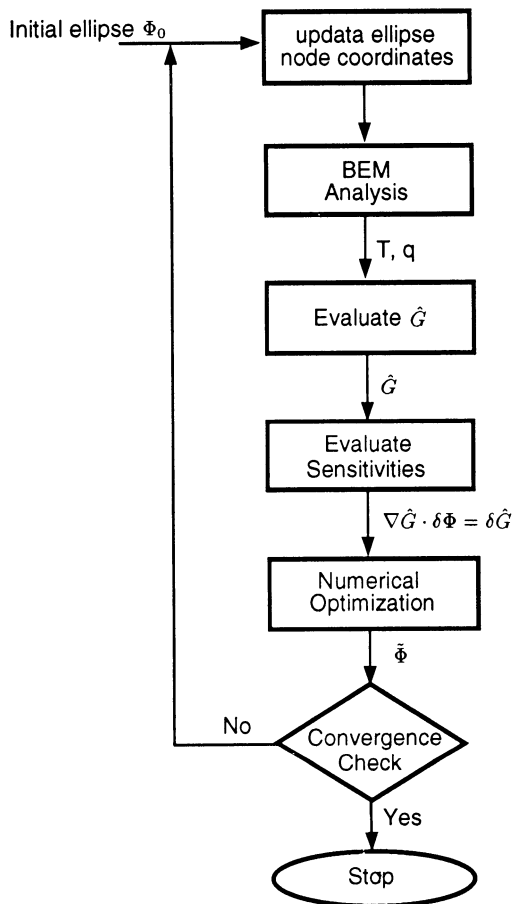 Initial ellipse Φ₀
updata ellipse
node coordinates
BEM
Analysis
T, q
Evaluate Ĝ
Ĝ
Evaluate
Sensitivities
∇Ĝ · δΦ = δĜ
Numerical
Optimization
Φ̃
No
Convergence
Check
Yes
Stop